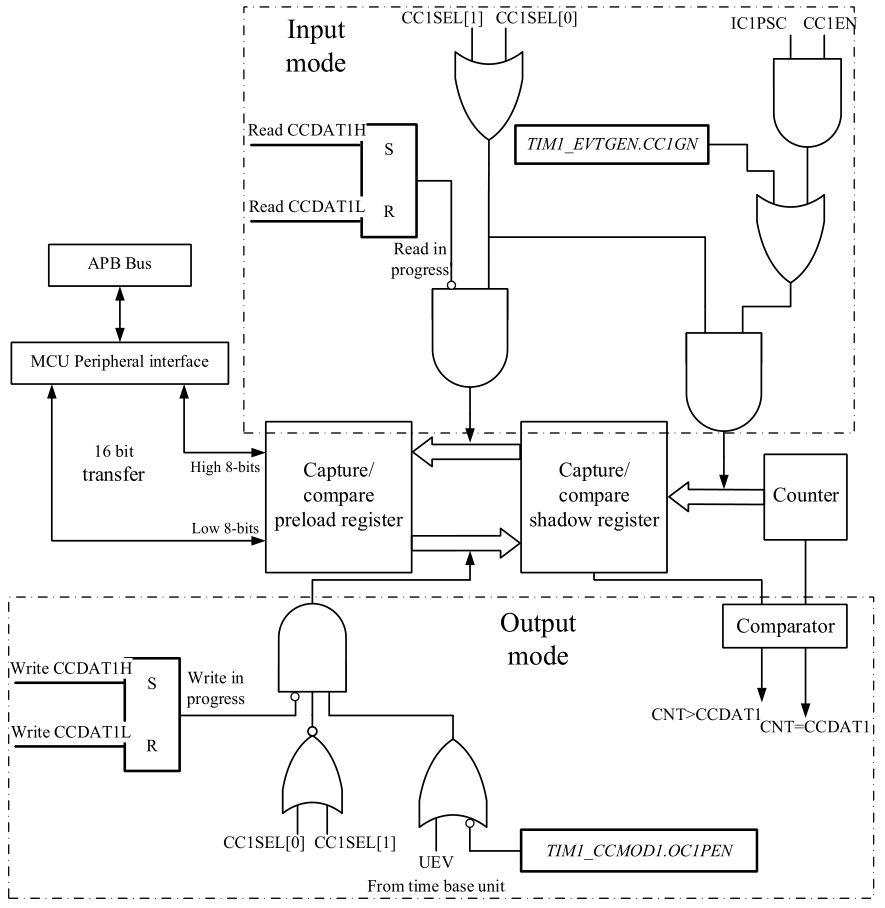 CC1SEL[1] CC1SEL[0]
IC1PSC CC1EN
Input
mode
Read CCDAT1H
S
TIM1_EVTGEN.CC1GN
Read CCDAT1L
R
Read in
progress
APB Bus
MCU Peripheral interface
16 bit
transfer
High 8-bits
Low 8-bits
Capture/
compare
preload register
Capture/
compare
shadow register
Counter
Output
mode
Comparator
Write CCDAT1H
S
Write in
progress
Write CCDAT1L
R
CNT>CCDAT1
CNT=CCDAT1
CC1SEL[0] CC1SEL[1]
UEV
TIM1_CCMOD1.OC1PEN
From time base unit